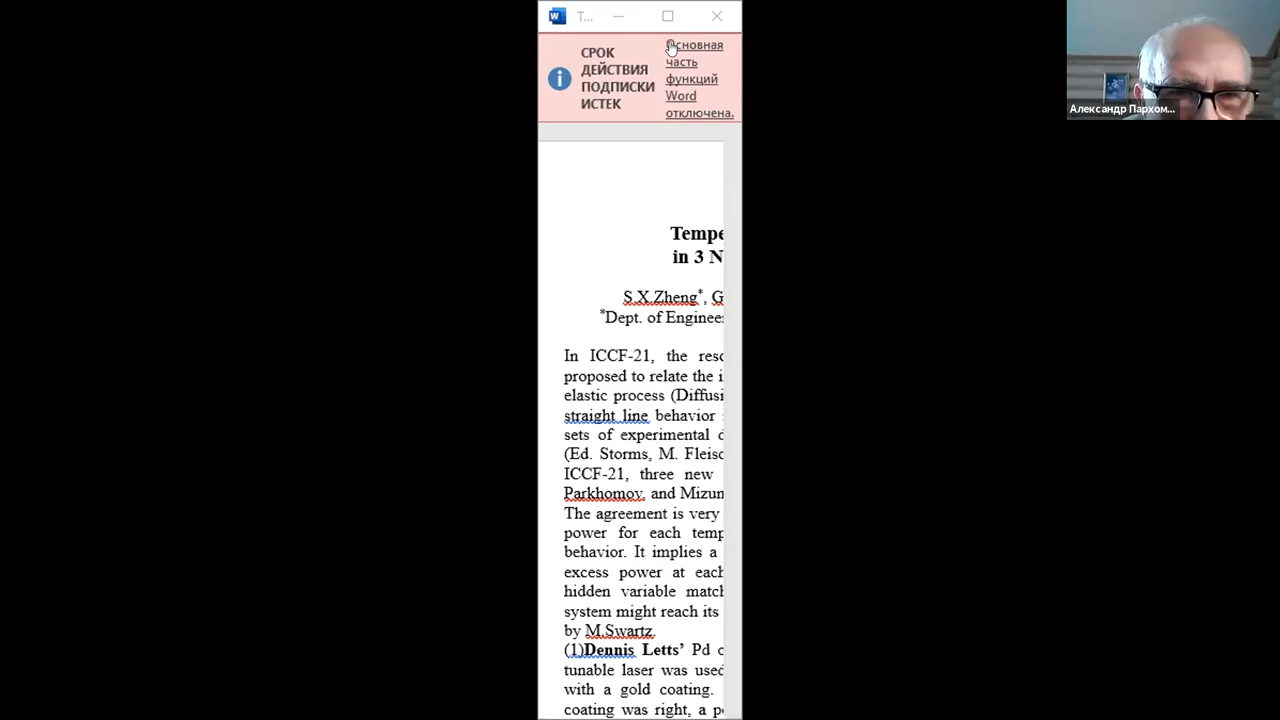 T...
СРОК
ДЕЙСТВИЯ
ПОДПИСКИ
ИСТЕК
Основная
часть
функций
Word
отключена.
Александр Пархом...
Tempe
in 3 N
S.X.Zheng*, G
*Dept. of Enginee
In ICCF-21, the reso
proposed to relate the i
elastic process (Diffusi
straight line behavior
sets of experimental d
(Ed. Storms, M. Fleisc
ICCF-21, three new
Parkhomov, and Mizun
The agreement is very
power for each temp
behavior. It implies a
excess power at each
hidden variable match
system might reach its
by M.Swartz.
(1)Dennis Letts’ Pd c
tunable laser was used
with a gold coating.
coating was right, a po